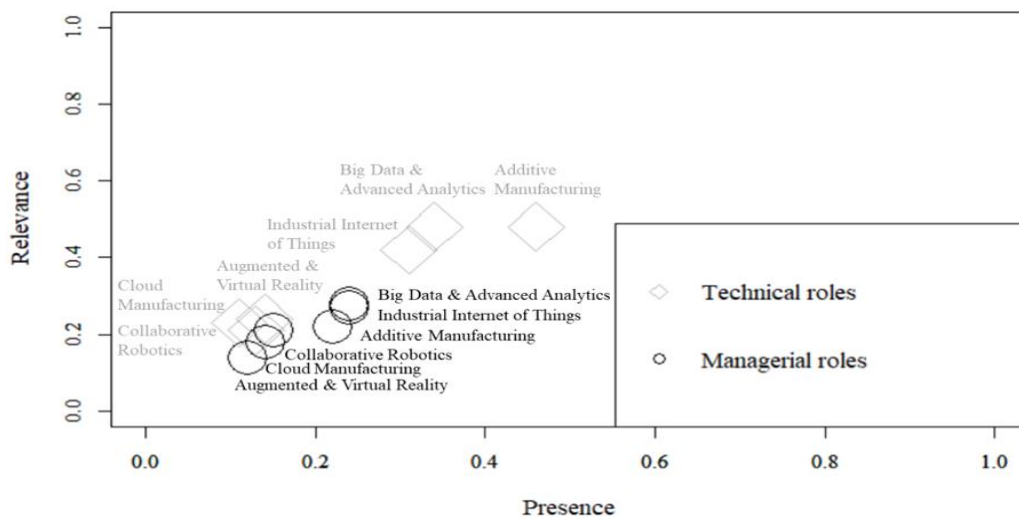 Relevance
1.0
0.8
0.6
0.4
0.2
0.0
Big Data &
Advanced Analytics
Additive
Manufacturing
Industrial Internet
of Things
Augmented &
Virtual Reality
Cloud
Manufacturing
Collaborative
Robotics
Big Data & Advanced Analytics
Industrial Internet of Things
Additive Manufacturing
Collaborative Robotics
Cloud Manufacturing
Augmented & Virtual Reality
Technical roles
Managerial roles
0.0
0.2
0.4
0.6
0.8
1.0
Presence